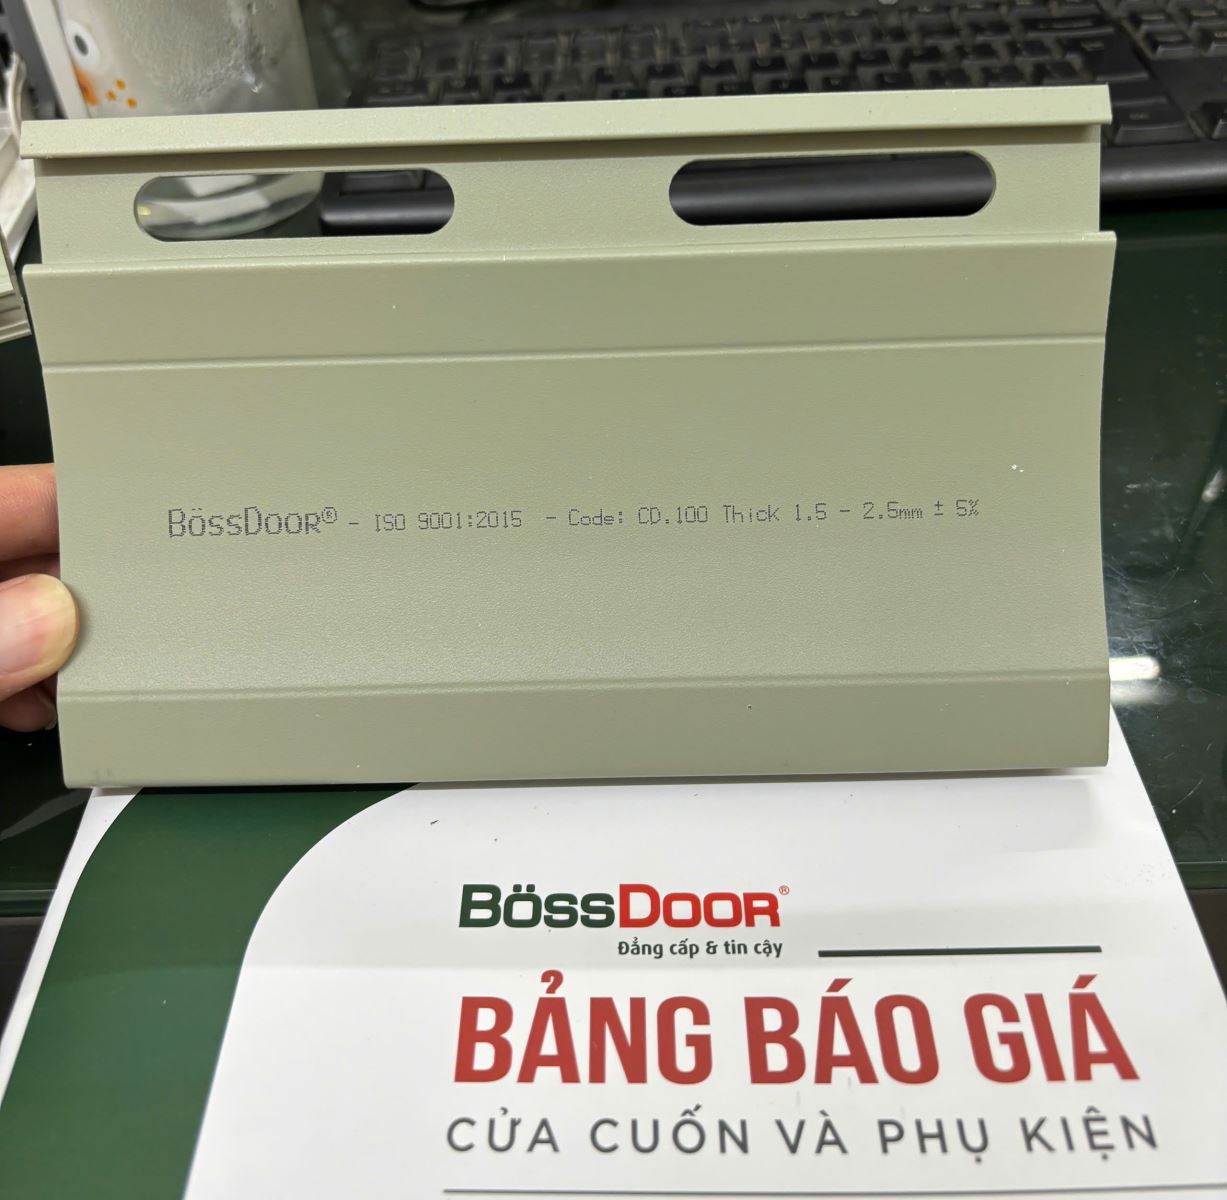 BössDoor® - ISO 9001:2015 - Code: CD.100 Thick 1.5 - 2.5mm ± 5%
BössDoor®
Đẳng cấp & tin cậy
BẢNG BÁO GIÁ
CỬA CUỐN VÀ PHỤ KIỆN